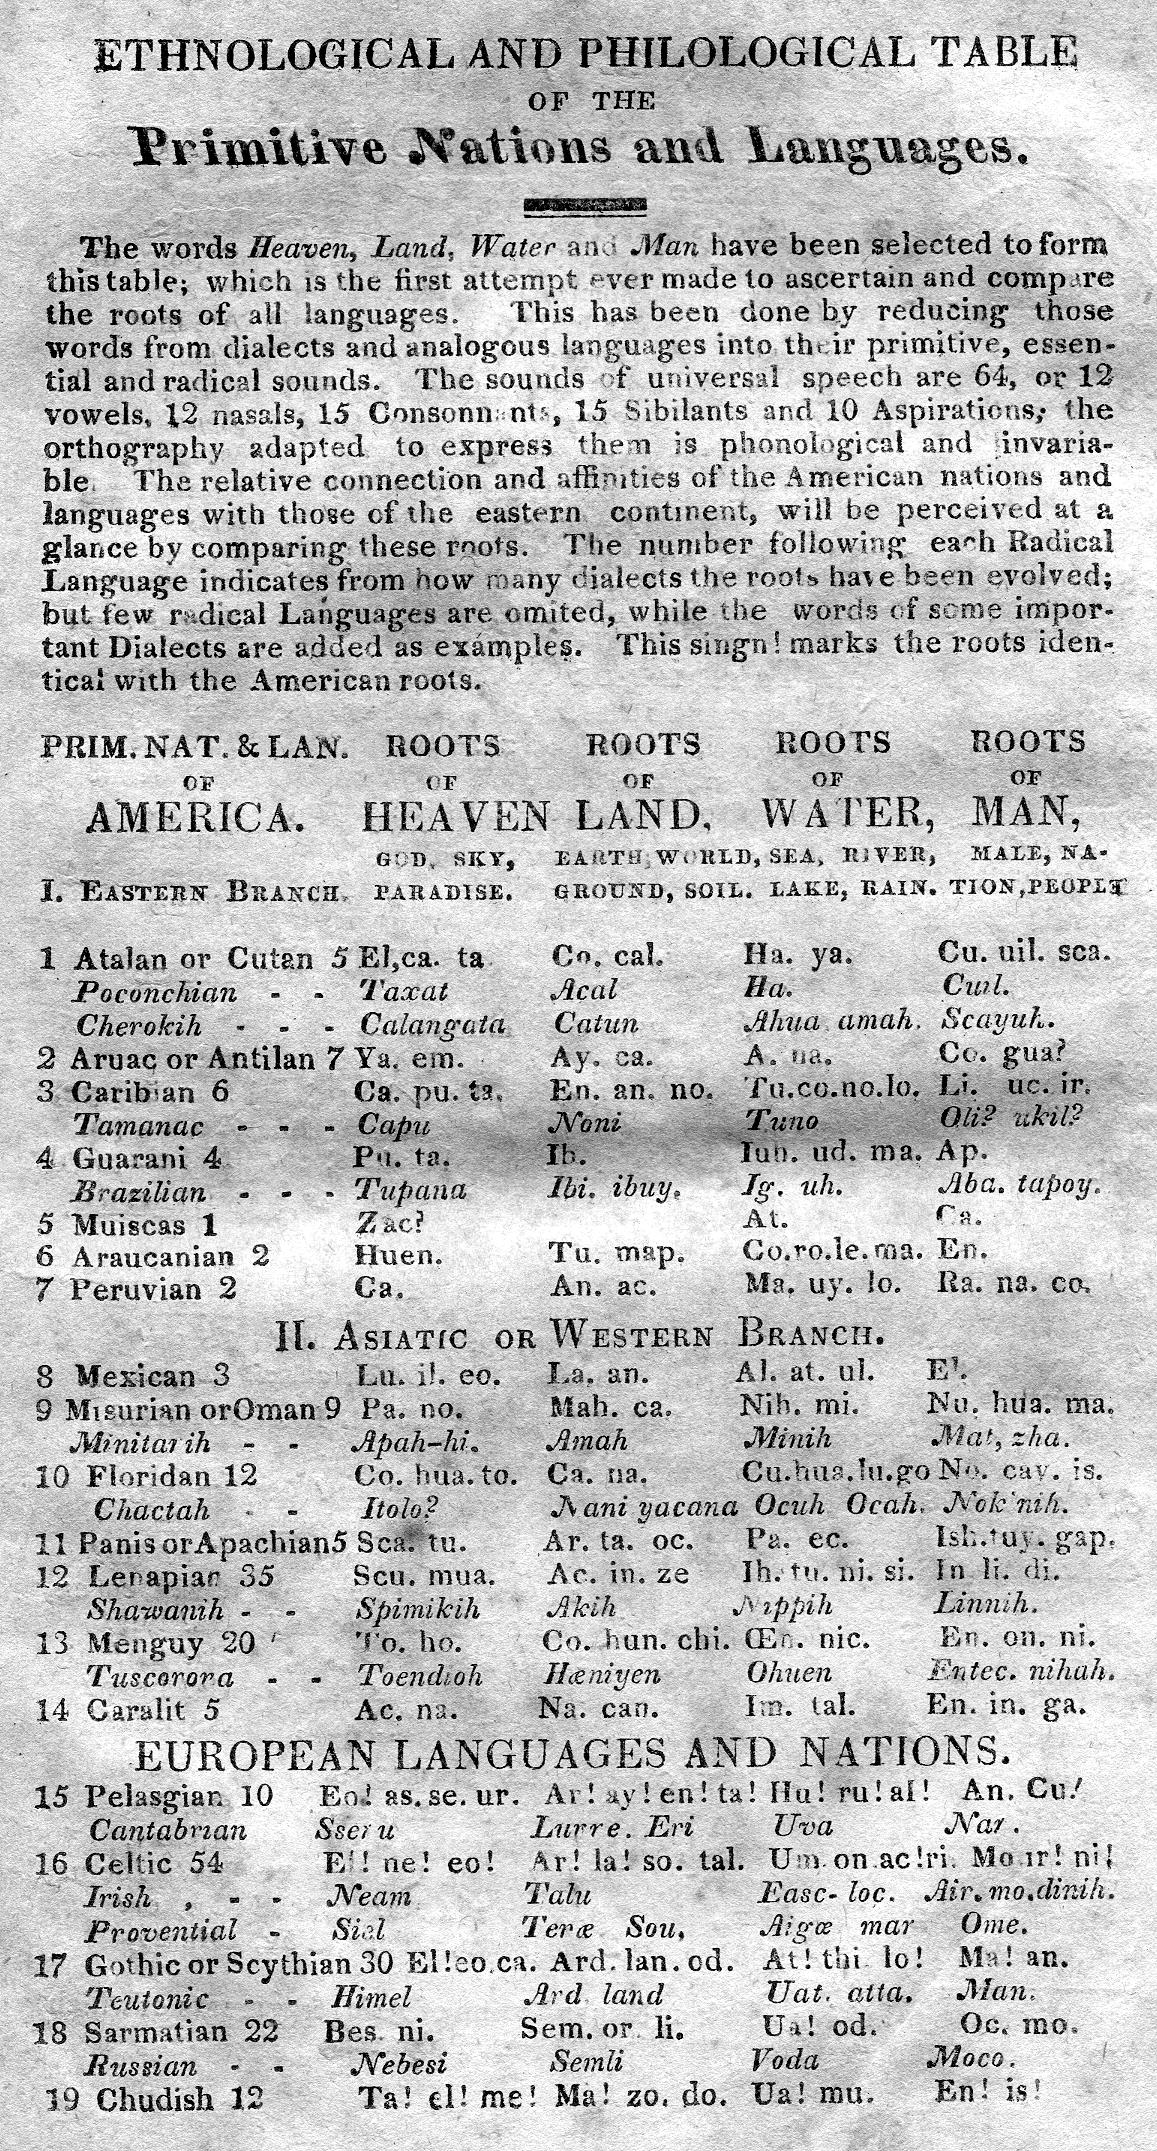 ETHNOLOGICAL AND PHILOLOGICAL TABLE
OF THE
Primitive Nations and Languages.
The words Heaven, Land, Water and Man have been selected to form
this table; which is the first attempt ever made to ascertain and compare
the roots of all languages. This has been done by reducing those
words from dialects and analogous languages into their primitive, essen-
tial and radical sounds. The sounds of universal speech are 64, or 12
vowels, 12 nasals, 15 Consonnants, 15 Sibilants and 10 Aspirations; the
orthography adapted to express them is phonological and invaria-
ble. The relative connection and affinities of the American nations and
languages with those of the eastern continent, will be perceived at a
glance by comparing these roots. The number following each Radical
Language indicates from how many dialects the roots have been evolved;
but few radical Languages are omited, while the words of some impor-
tant Dialects are added as examples. This singn! marks the roots iden-
tical with the American roots.
PRIM. NAT. & LAN. ROOTS ROOTS ROOTS ROOTS
OF OF OF OF OF
AMERICA. HEAVEN LAND, WATER, MAN,
GOD, SKY, EARTH, WORLD, SEA, RIVER, MALE, NA-
I. EASTERN BRANCH. PARADISE. GROUND, SOIL. LAKE, RAIN. TION, PEOPLE
1 Atalan or Cutan 5 El,ca. ta Co. cal. Ha. ya. Cu. uil. sca.
Poconchian - - Taxat Acal Ha. Cuil.
Cherokih - - - Calangata Catun Ahua amah. Scayuh.
2 Aruac or Antilan 7 Ya. em. Ay. ca. A. na. Co. gua?
3 Caribian 6 Ca. pu. ta. En. an. no. Tu.co.no.lo. Li. uc. ir.
Tamanac - - - Capu Noni Tuno Oli? ukil?
4 Guarani 4 Pu. ta. Ib. Iuh. ud. ma. Ap.
Brazilian - - - Tupana Ibi. ibuy. Ig. uh. Aba. tapoy.
5 Muiscas 1 Zac? At. Ca.
6 Araucanian 2 Huen. Tu. map. Co.ro.le.ma. En.
7 Peruvian 2 Ca. An. ac. Ma. uy. lo. Ra. na. co.
II. ASIATIC OR WESTERN BRANCH.
8 Mexican 3 Lu. il. eo. La. an. Al. at. ul. El.
9 Misurian or Oman 9 Pa. no. Mah. ca. Nih. mi. Nu. hua. ma.
Minitarih - - Apah-hi. Amah Minih Mat, zha.
10 Floridan 12 Co. hua. to. Ca. na. Cu.hua.lu.go No. cay. is.
Chactah - - Itolo? Nani yacana Ocuh Ocah. Nok'nih.
11 Panis or Apachian 5 Sca. tu. Ar. ta. oc. Pa. ec. Ish. tuy. gap.
12 Lenapian 35 Scu. mua. Ac. in. ze Ih. tu. ni. si. In li. di.
Shawanih - - Spimikih Akih Nippih Linnih.
13 Menguy 20 To. ho. Co. hun. chi. Œn. nic. En. on. ni.
Tuscorora - - Toendioh Hæniyen Ohuen Entec. nihah.
14 Caralit 5 Ac. na. Na. can. Im. tal. En. in. ga.
EUROPEAN LANGUAGES AND NATIONS.
15 Pelasgian 10 Eo! as. se. ur. Ar! ay! en! ta! Hu! ru! al! An. Cu!
Cantabrian Sseru Lurre. Eri Uva Nar.
16 Celtic 54 El! ne! eo! Ar! la! so. tal. Um. on. ac! ri. Mo. ir! ni!
Irish , - - Neam Talu Easc- loc. Air. mo. dinih.
Provential - Sial Teræ Sou, Aigæ mar Ome.
17 Gothic or Scythian 30 El! eo. ca. Ard. lan. od. At! thi lo! Ma! an.
Teutonic - - Himel Ard land Uat. atta. Man.
18 Sarmatian 22 Bes. ni. Sem. or. li. Ua! od. Oc. mo.
Russian - - Nebesi Semli Voda Moco.
19 Chudish 12 Ta! el! me! Ma! zo. do. Ua! mu. En! is!